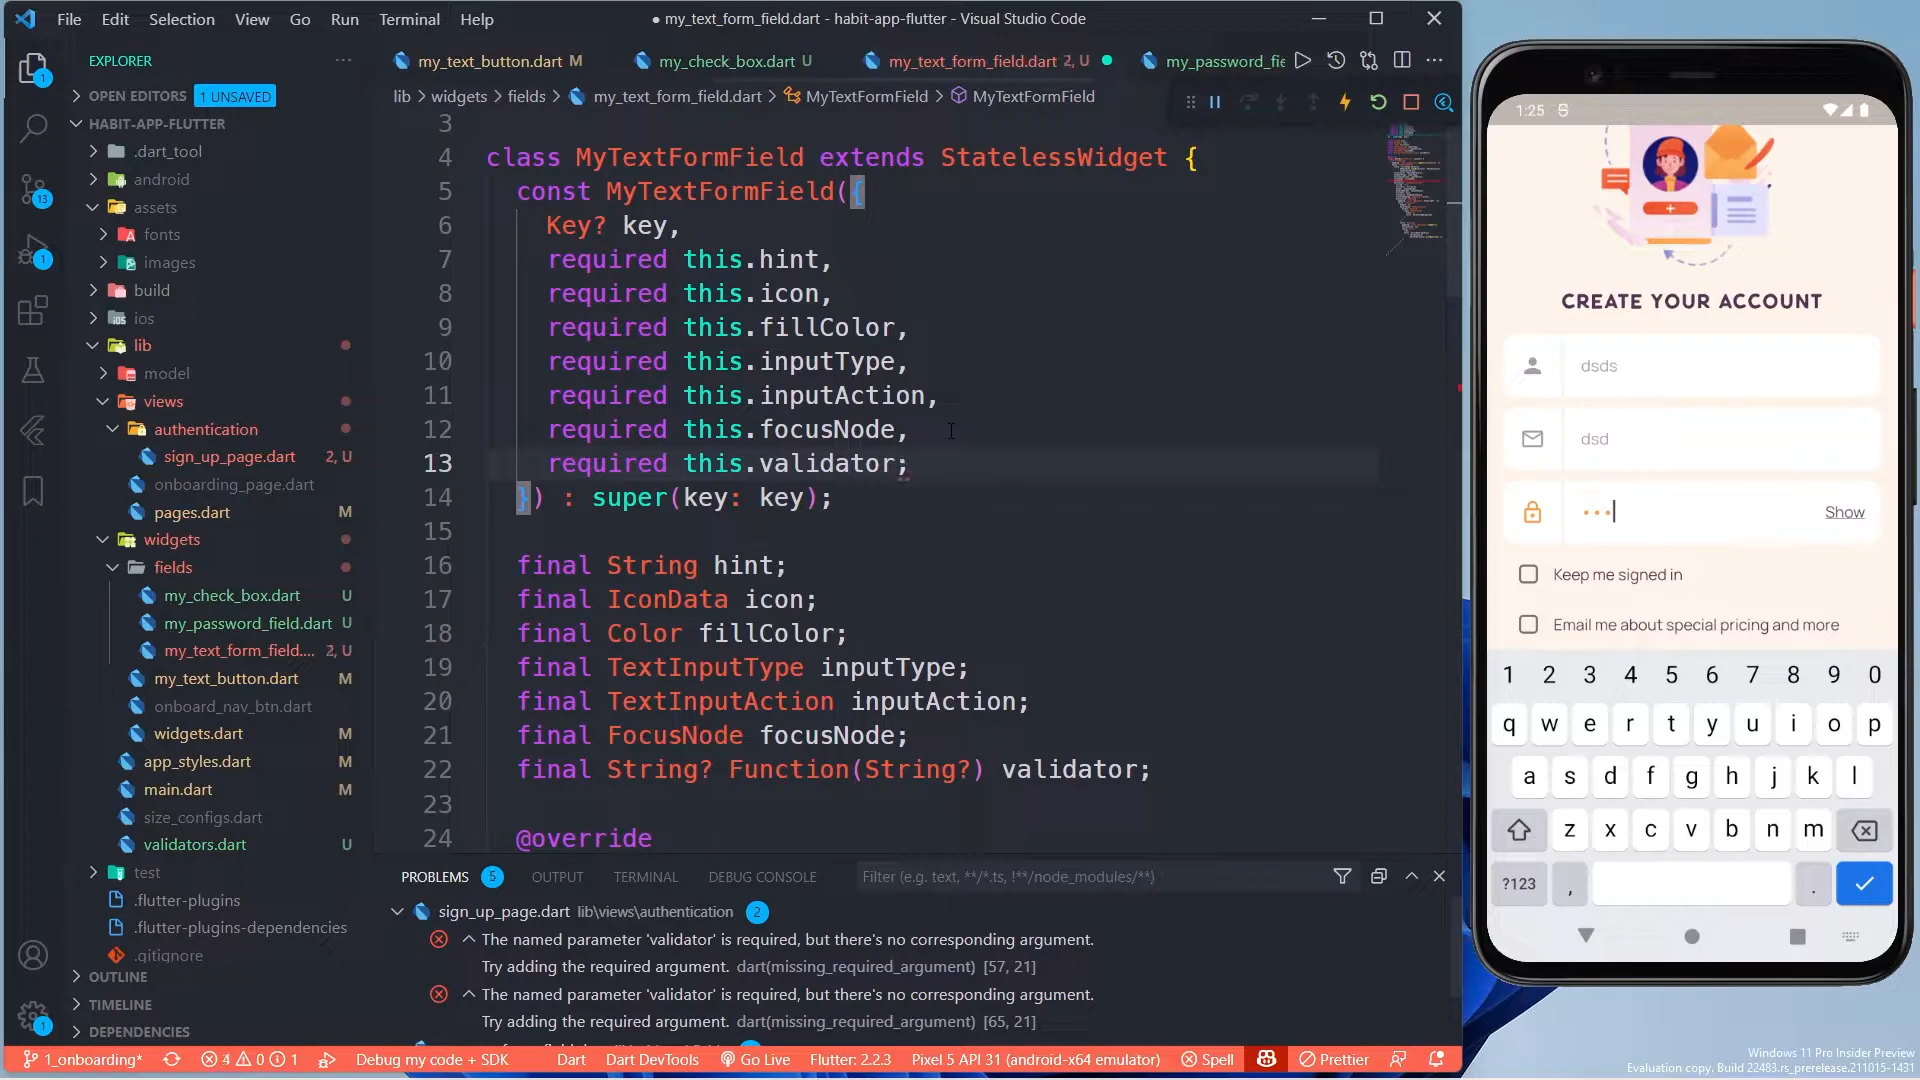 File Edit Selection View Go Run Terminal Help
● my_text_form_field.dart - habit-app-flutter - Visual Studio Code
EXPLORER
my_text_button.dart M
my_check_box.dart U
my_text_form_field.dart 2, U
my_password_fie
OPEN EDITORS 1 UNSAVED
lib > widgets > fields > my_text_form_field.dart > MyTextFormField > MyTextFormField
HABIT-APP-FLUTTER
.dart_tool
android
assets
fonts
images
build
ios
lib
model
views
authentication
sign_up_page.dart 2, U
onboarding_page.dart
pages.dart M
widgets
fields
my_check_box.dart U
my_password_field.dart U
my_text_form_field.... 2, U
my_text_button.dart M
onboard_nav_btn.dart
widgets.dart M
app_styles.dart M
main.dart M
size_configs.dart
validators.dart U
test
.flutter-plugins
.flutter-plugins-dependencies
.gitignore
OUTLINE
TIMELINE
DEPENDENCIES
1
13
1
1
3
4 class MyTextFormField extends StatelessWidget {
5 const MyTextFormField({
6 Key? key,
7 required this.hint,
8 required this.icon,
9 required this.fillColor,
10 required this.inputType,
11 required this.inputAction,
12 required this.focusNode,
13 required this.validator;
14 }) : super(key: key);
15
16 final String hint;
17 final IconData icon;
18 final Color fillColor;
19 final TextInputType inputType;
20 final TextInputAction inputAction;
21 final FocusNode focusNode;
22 final String? Function(String?) validator;
23
24 @override
PROBLEMS 5 OUTPUT TERMINAL DEBUG CONSOLE
Filter (e.g. text, **/*.ts, !**/node_modules/**)
sign_up_page.dart lib\views\authentication 2
The named parameter 'validator' is required, but there's no corresponding argument.
Try adding the required argument. dart(missing_required_argument) [57, 21]
The named parameter 'validator' is required, but there's no corresponding argument.
Try adding the required argument. dart(missing_required_argument) [65, 21]
1_onboarding* 4 0 1 Debug my code + SDK Dart Dart DevTools Go Live Flutter: 2.2.3 Pixel 5 API 31 (android-x64 emulator) Spell Prettier
1:25
CREATE YOUR ACCOUNT
dsds
dsd
Show
Keep me signed in
Email me about special pricing and more
1 2 3 4 5 6 7 8 9 0
q w e r t y u i o p
a s d f g h j k l
z x c v b n m
?123 , .
Windows 11 Pro Insider Preview
Evaluation copy. Build 22483.rs_prerelease.211015-1431